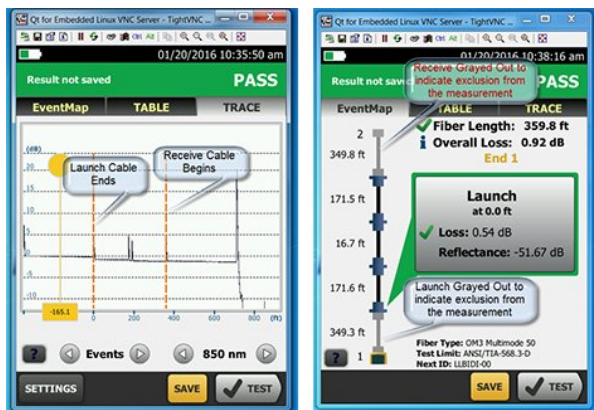 Qt for Embedded Linux VNC Server - TightVNC ...
Ctrl Alt
01/20/2016 10:35:50 am
Result not saved
PASS
EventMap
TABLE
TRACE
(dB)
Launch Cable
Ends
Receive Cable
Begins
20
15
10
5
0
-5
-10
-165.1
0
200
400
600
800
(ft)
?
Events
850 nm
SETTINGS
SAVE
TEST
Qt for Embedded Linux VNC Server - TightVNC ...
Ctrl Alt
01/20/2016 10:38:16 am
Result not saved
PASS
Receive Grayed Out to
indicate exclusion from
the measurement
EventMap
TABLE
TRACE
Fiber Length: 359.8 ft
Overall Loss: 0.92 dB
End 1
2
349.8 ft
171.5 ft
16.7 ft
171.6 ft
349.3 ft
1
Launch
at 0.0 ft
Loss: 0.54 dB
Reflectance: -51.67 dB
Launch Grayed Out to
indicate exclusion from
the measurement
Fiber Type: OM3 Multimode 50
Test Limit: ANSI/TIA-568.3-D
Next ID: LLBIDI-00
?
SAVE
TEST